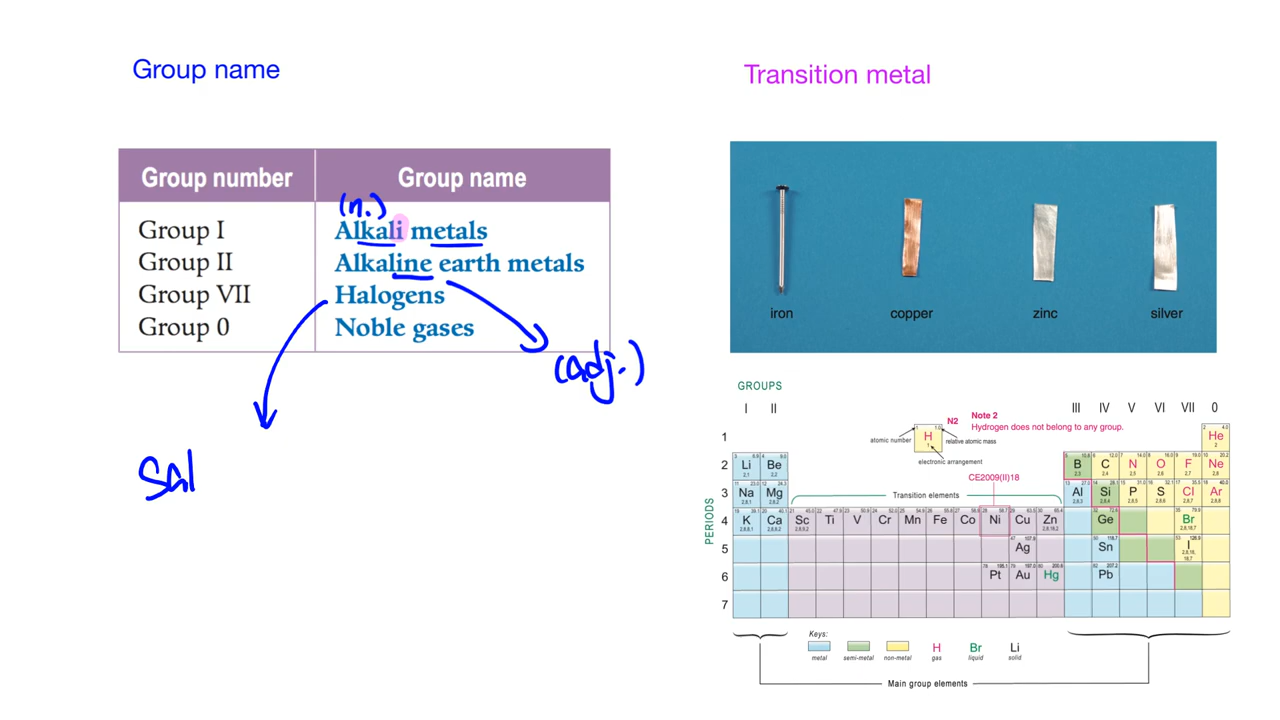 Group name
Group number Group name
(n.)
Group I Alkali metals
Group II Alkaline earth metals
Group VII Halogens
Group 0 Noble gases
(adj.)
Sal
Transition metal
iron copper zinc silver
GROUPS
I II III IV V VI VII 0
N2 Note 2
Hydrogen does not belong to any group.
atomic number H relative atomic mass
electronic arrangement
CE2009(II)18
Transition elements
PERIODS
1 He
2 Li Be B C N O F Ne
3 Na Mg Al Si P S Cl Ar
4 K Ca Sc Ti V Cr Mn Fe Co Ni Cu Zn Ge Br
5 Ag Sn I
6 Pt Au Hg Pb
7
Keys:
H Br Li
metal semi-metal non-metal gas liquid solid
Main group elements